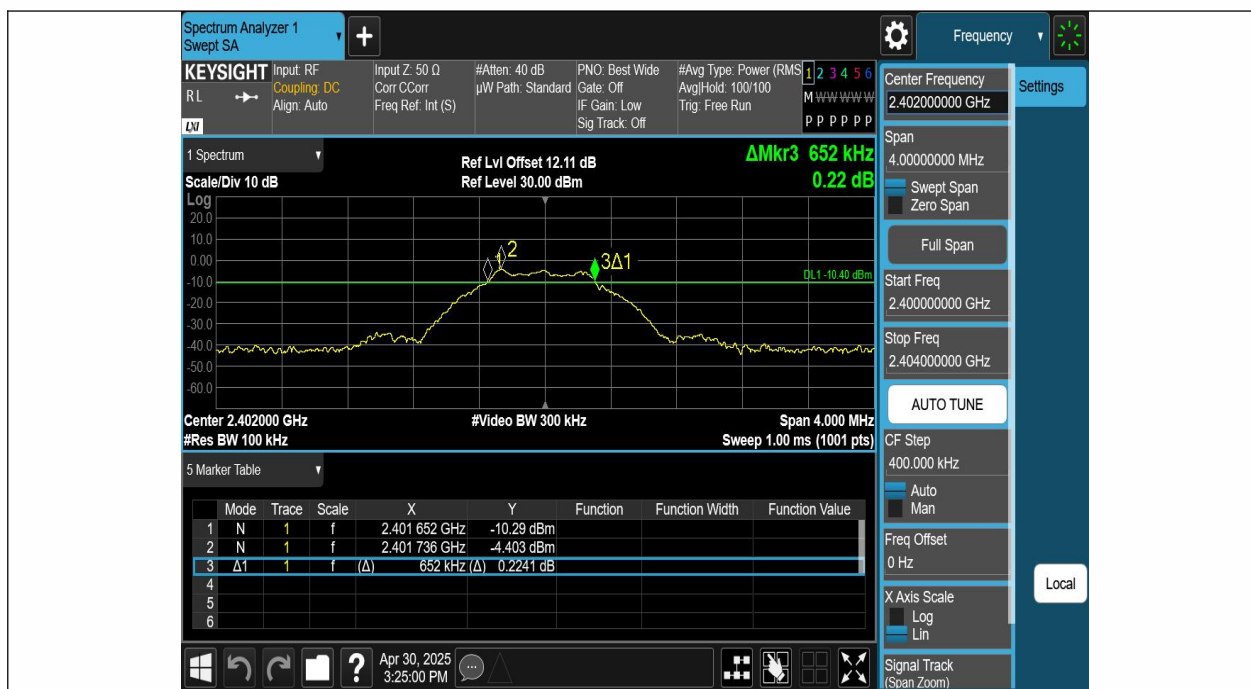 Spectrum Analyzer 1
Swept SA
+
Frequency
KEYSIGHT
RL
LXI
Input: RF
Coupling: DC
Align: Auto
Input Z: 50 Ω
Corr CCorr
Freq Ref: Int (S)
#Atten: 40 dB
µW Path: Standard
PNO: Best Wide
Gate: Off
IF Gain: Low
Sig Track: Off
#Avg Type: Power (RMS
Avg|Hold: 100/100
Trig: Free Run
1 2 3 4 5 6
M W W W W W
P P P P P P
1 Spectrum
Ref Lvl Offset 12.11 dB
ΔMkr3 652 kHz
Scale/Div 10 dB
Ref Level 30.00 dBm
0.22 dB
Log
20.0
10.0
0.00
-10.0
-20.0
-30.0
-40.0
-50.0
-60.0
1
2
3Δ1
DL1 -10.40 dBm
Center 2.402000 GHz
#Video BW 300 kHz
Span 4.000 MHz
#Res BW 100 kHz
Sweep 1.00 ms (1001 pts)
5 Marker Table
Mode Trace Scale X Y Function Function Width Function Value
1 N 1 f 2.401 652 GHz -10.29 dBm
2 N 1 f 2.401 736 GHz -4.403 dBm
3 Δ1 1 f (Δ) 652 kHz (Δ) 0.2241 dB
4
5
6
?
Apr 30, 2025
3:25:00 PM
Center Frequency
2.402000000 GHz
Settings
Span
4.00000000 MHz
Swept Span
Zero Span
Full Span
Start Freq
2.400000000 GHz
Stop Freq
2.404000000 GHz
AUTO TUNE
CF Step
400.000 kHz
Auto
Man
Freq Offset
0 Hz
Local
X Axis Scale
Log
Lin
Signal Track
(Span Zoom)